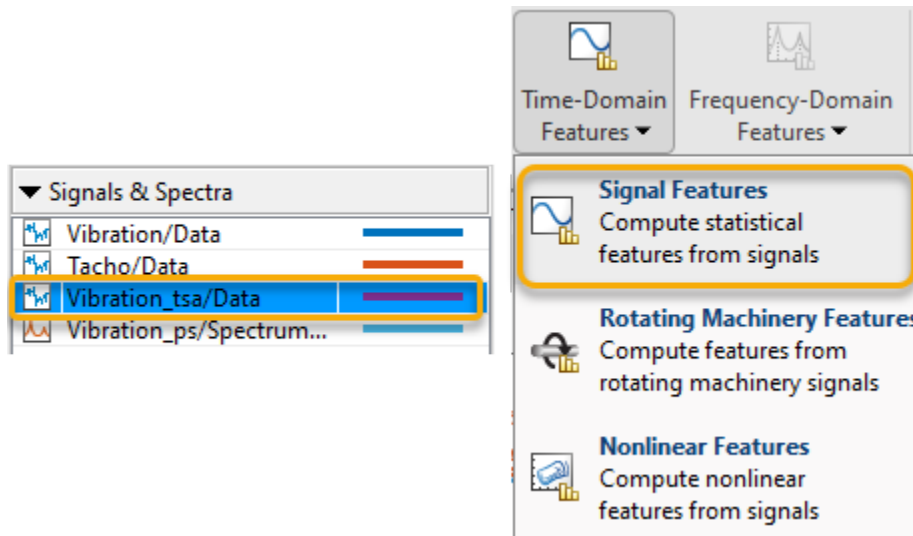 Signals & Spectra
Vibration/Data
Tacho/Data
Vibration_tsa/Data
Vibration_ps/Spectrum...
Time-Domain
Features
Frequency-Domain
Features
Signal Features
Compute statistical
features from signals
Rotating Machinery Features
Compute features from
rotating machinery signals
Nonlinear Features
Compute nonlinear
features from signals